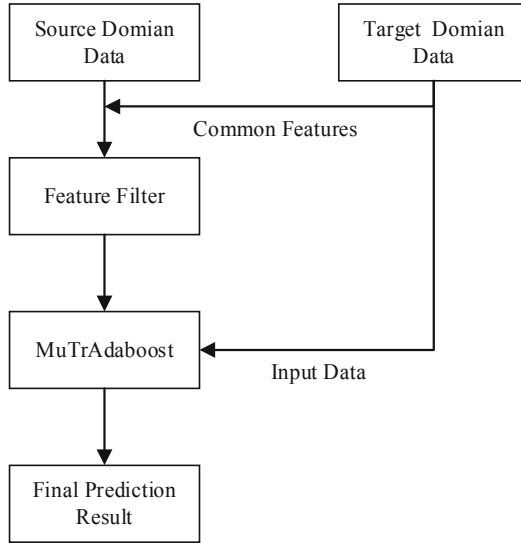 Source Domian
Data
Target Domian
Data
Common Features
Feature Filter
MuTrAdaboost
Input Data
Final Prediction
Result